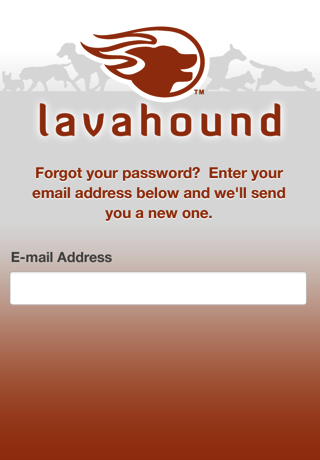 TM
lavahound
Forgot your password?  Enter your
email address below and we'll send
you a new one.
E-mail Address